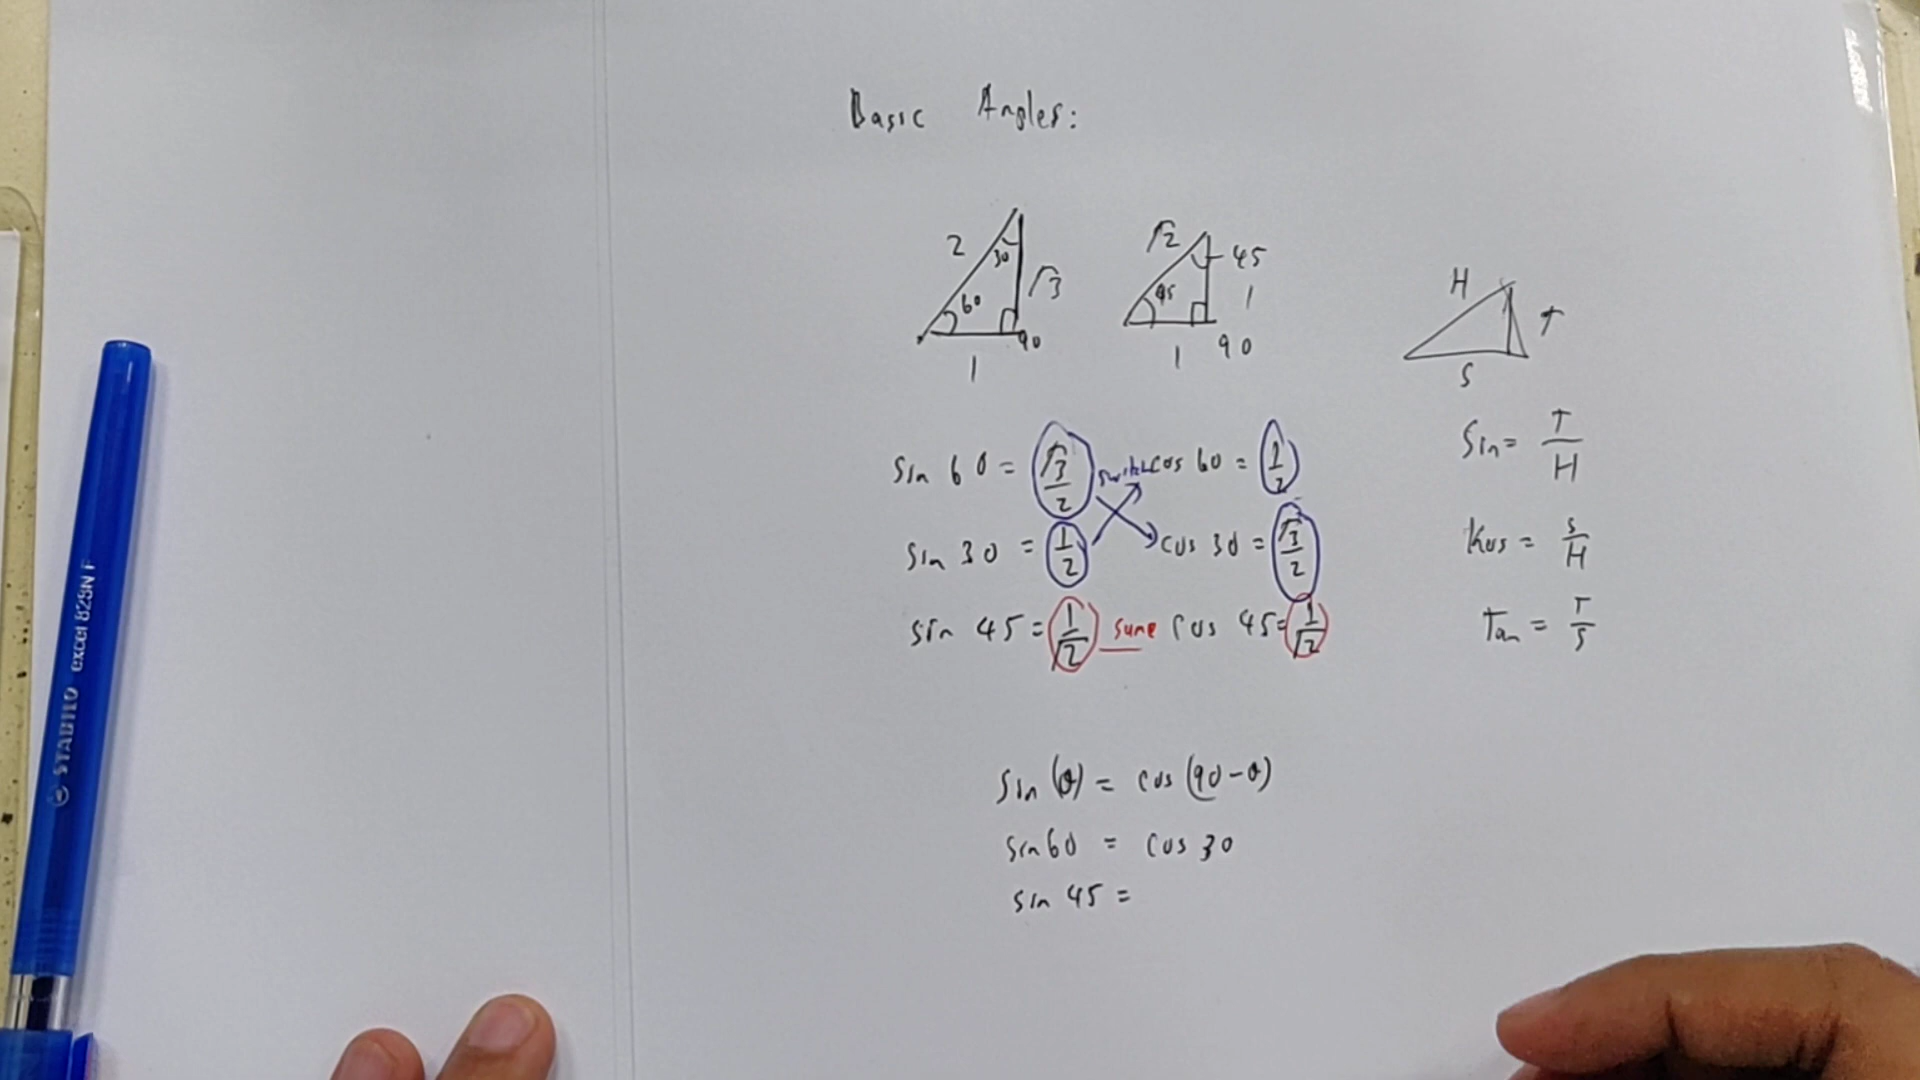 Basic Angles:
2 30 60 √3 90 1
√2 45 45 1 1 90
H T S
sin 60 = √3/2 switch cos 60 = 1/2
sin 30 = 1/2 cos 30 = √3/2
sin 45 = 1/√2 same cos 45 = 1/√2
Sin = T/H
Kos = S/H
Tan = T/S
Sin (θ) = cos (90-θ)
sin 60 = cos 30
sin 45 =
STABILO excel 828N F